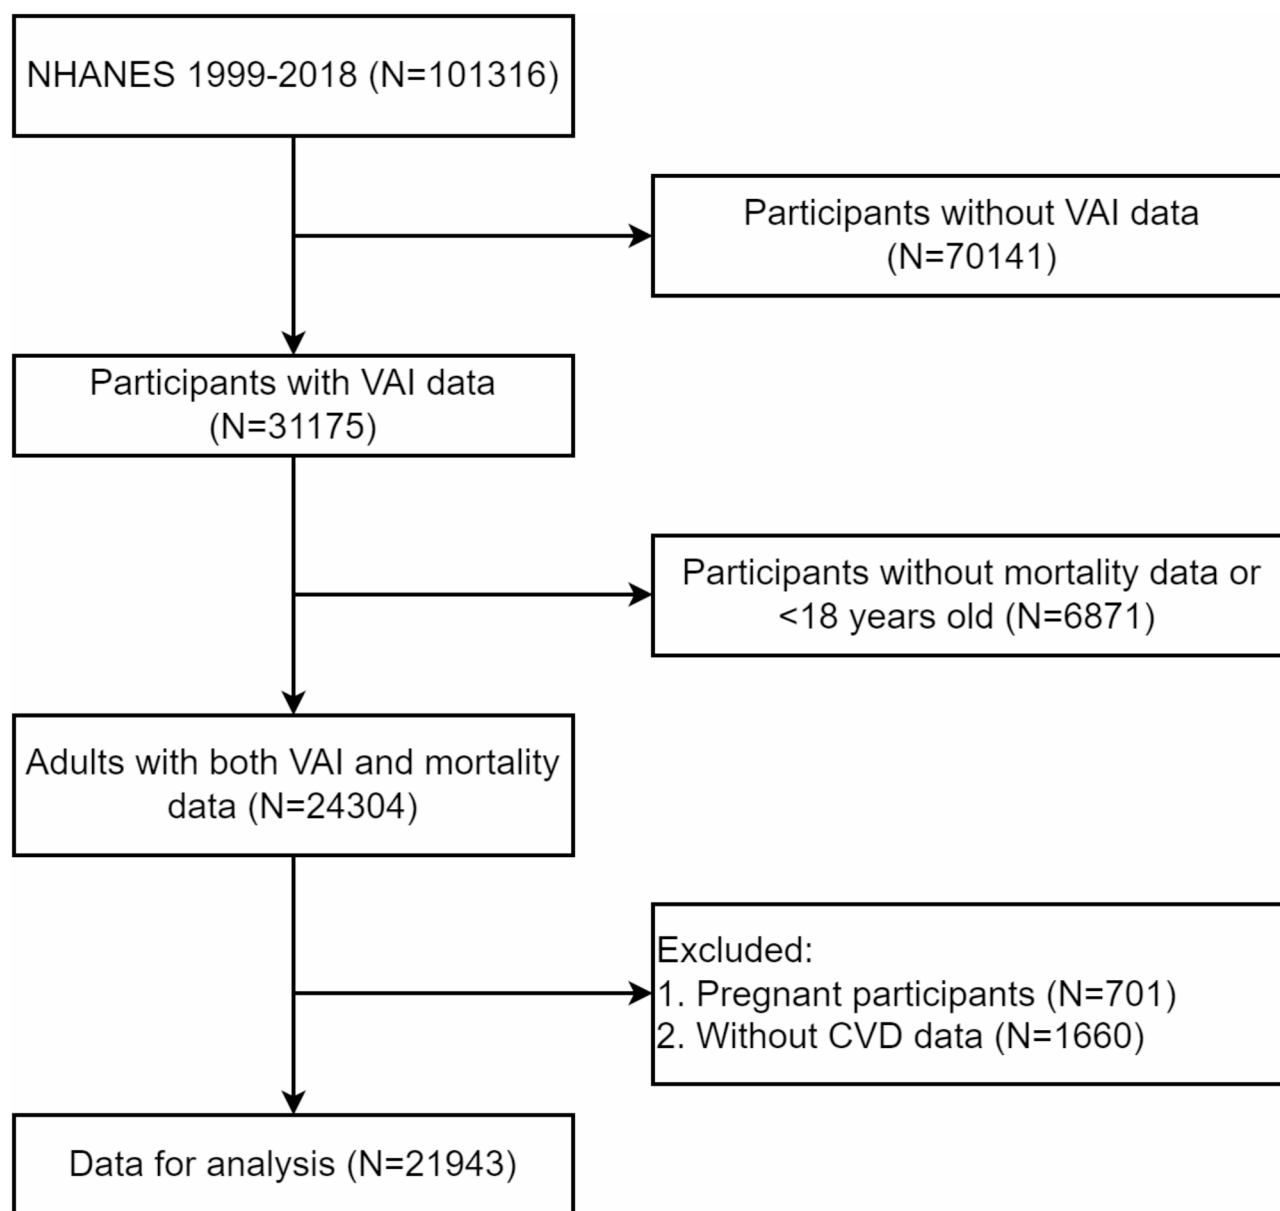 NHANES 1999-2018 (N=101316)
Participants without VAI data
(N=70141)
Participants with VAI data
(N=31175)
Participants without mortality data or
<18 years old (N=6871)
Adults with both VAI and mortality
data (N=24304)
Excluded:
1. Pregnant participants (N=701)
2. Without CVD data (N=1660)
Data for analysis (N=21943)